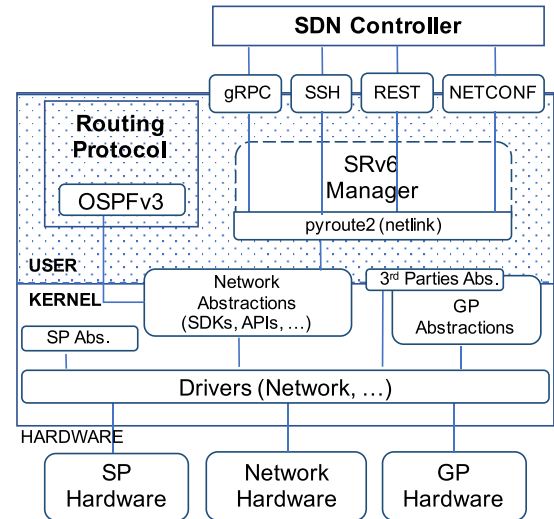 SDN Controller
gRPC
SSH
REST
NETCONF
Routing
Protocol
SRv6
Manager
OSPFv3
pyroute2 (netlink)
USER
KERNEL
Network
Abstractions
(SDKs, APIs, …)
3rd Parties Abs.
GP
Abstractions
SP Abs.
Drivers (Network, …)
HARDWARE
SP
Hardware
Network
Hardware
GP
Hardware